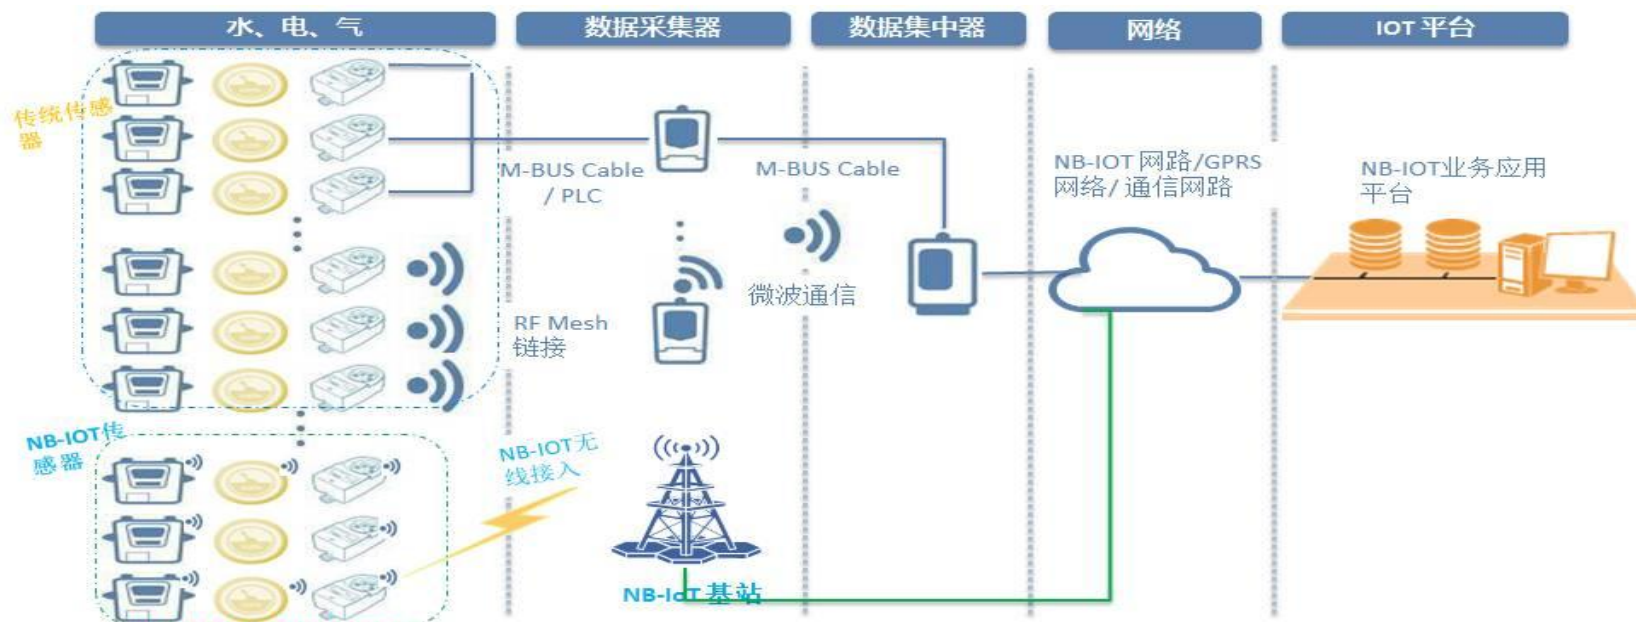 水、电、气
数据采集器
数据集中器
网络
IOT 平台
传统传感
器
M-BUS Cable
/ PLC
M-BUS Cable
NB-IOT 网路/GPRS
网络/ 通信网路
NB-IOT业务应用
平台
微波通信
RF Mesh
链接
NB-IOT传
感器
NB-IOT无
线接入
NB-IoT 基站